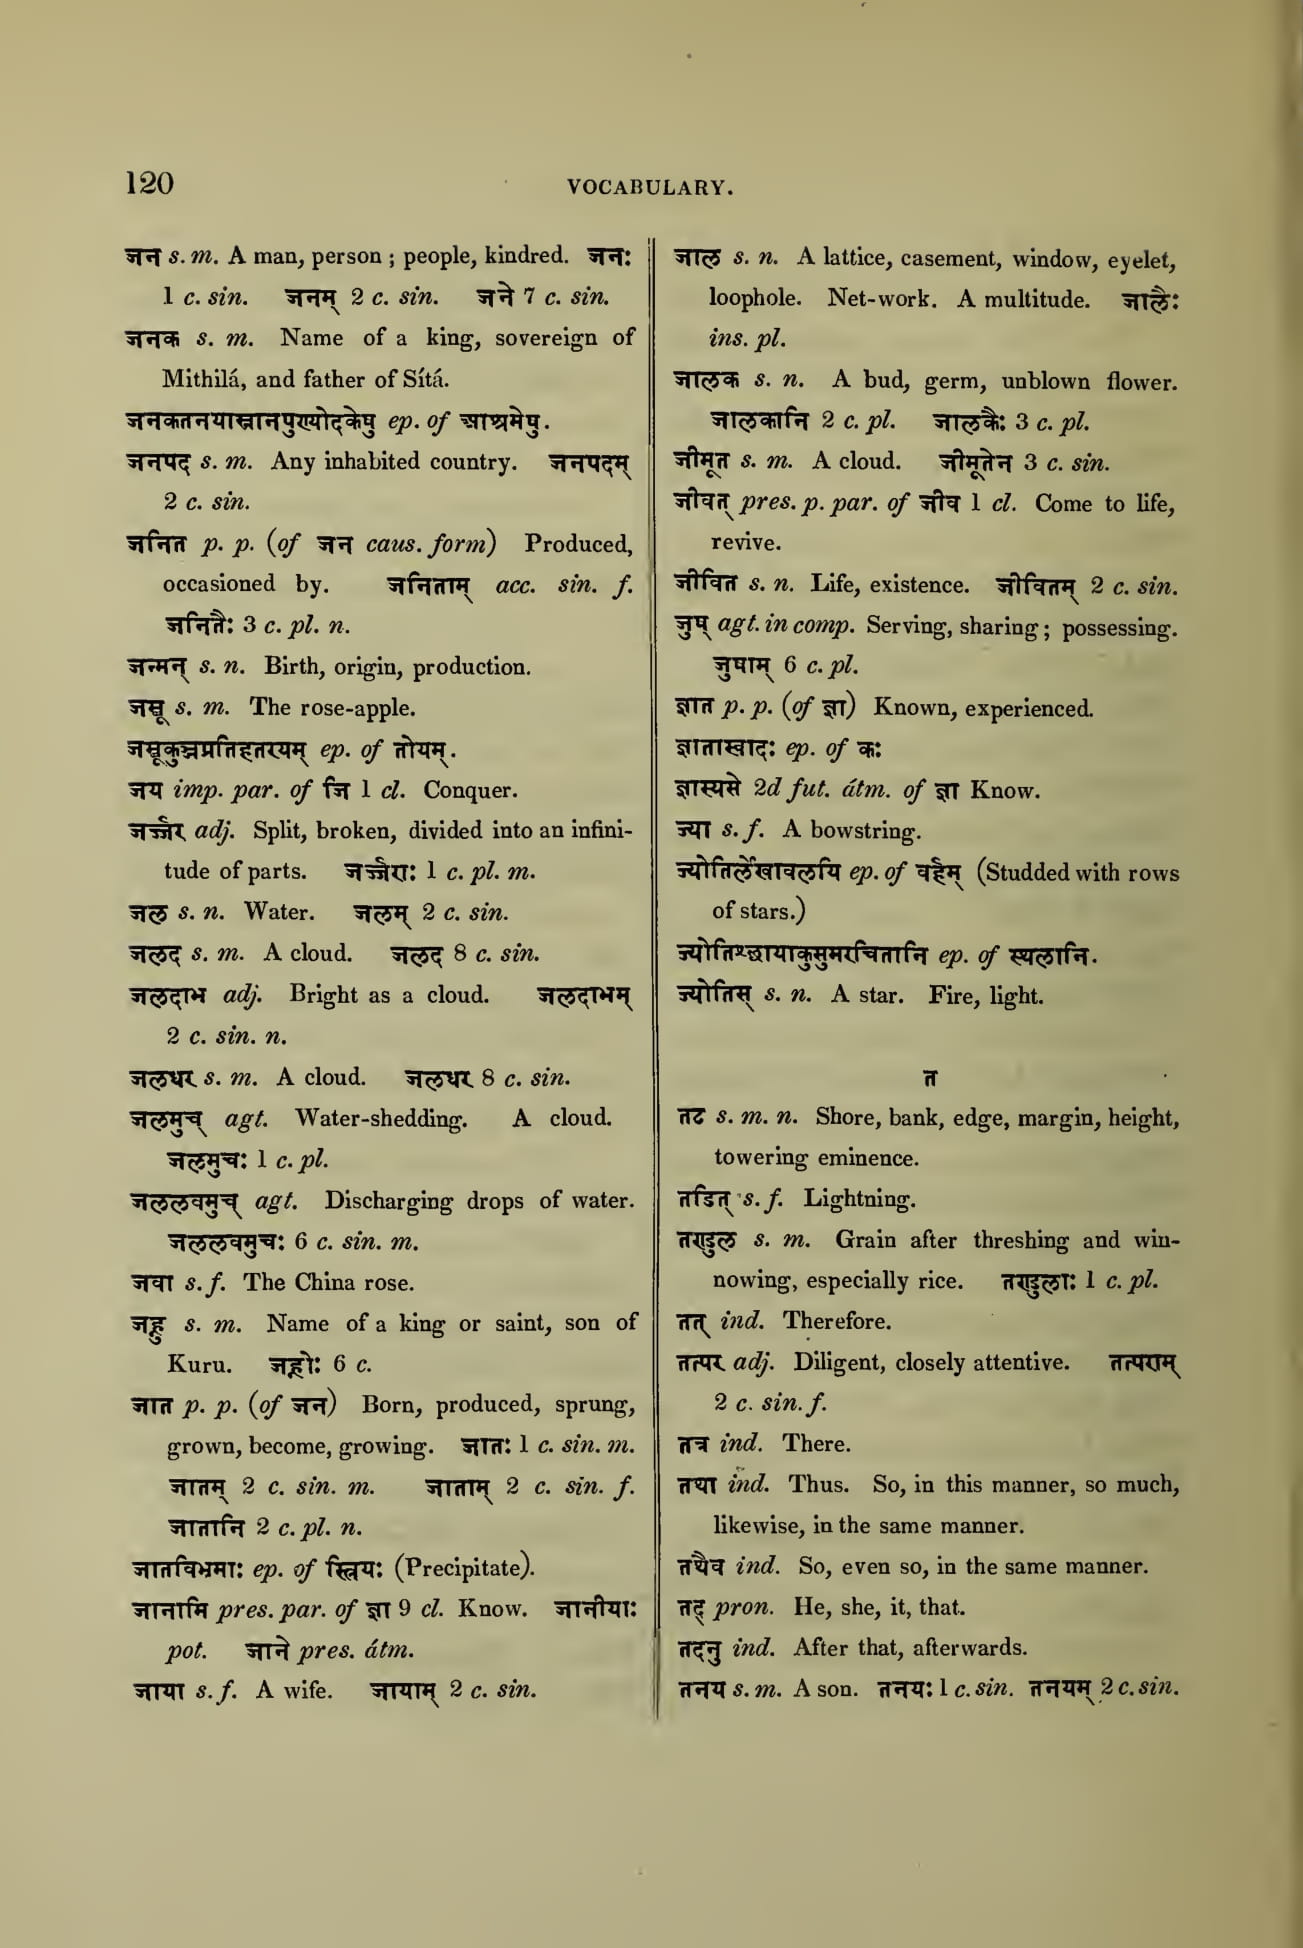 120
VOCABULARY.
जन s. m. A man, person ; people, kindred. जनः
1 c. sin. जनम् 2 c. sin. जने 7 c. sin.
जनक s. m. Name of a king, sovereign of
Mithilá, and father of Sítá.
जनकतनयास्नानपुण्योदकेषु ep. of आश्रमेषु.
जनपद s. m. Any inhabited country. जनपदम्
2 c. sin.
जनित p. p. (of जन caus. form) Produced,
occasioned by. जनिताम् acc. sin. f.
जनितैः 3 c. pl. n.
जन्मन् s. n. Birth, origin, production.
जम्बू s. m. The rose-apple.
जम्बूकुञ्जप्रतिहतरयम् ep. of तोयम्.
जय imp. par. of जि 1 cl. Conquer.
जर्ज्जर adj. Split, broken, divided into an infini-
tude of parts. जर्ज्जराः 1 c. pl. m.
जल s. n. Water. जलम् 2 c. sin.
जलद s. m. A cloud. जलद 8 c. sin.
जलदाभ adj. Bright as a cloud. जलदाभम्
2 c. sin. n.
जलधर s. m. A cloud. जलधर 8 c. sin.
जलमुच् agt. Water-shedding. A cloud.
जलमुचः 1 c. pl.
जललवमुच् agt. Discharging drops of water.
जललवमुचः 6 c. sin. m.
जवा s. f. The China rose.
जह्नु s. m. Name of a king or saint, son of
Kuru. जह्नोः 6 c.
जात p. p. (of जन) Born, produced, sprung,
grown, become, growing. जातः 1 c. sin. m.
जातम् 2 c. sin. m. जाताम् 2 c. sin. f.
जातानि 2 c. pl. n.
जातविभ्रमाः ep. of स्त्रियः (Precipitate).
जानामि pres. par. of ज्ञा 9 cl. Know. जानीयाः
pot. जाने pres. átm.
जाया s. f. A wife. जायाम् 2 c. sin.
जाल s. n. A lattice, casement, window, eyelet,
loophole. Net-work. A multitude. जालैः
ins. pl.
जालक s. n. A bud, germ, unblown flower.
जालकानि 2 c. pl. जालकैः 3 c. pl.
जीमूत s. m. A cloud. जीमूतेन 3 c. sin.
जीवत् pres. p. par. of जीव 1 cl. Come to life,
revive.
जीवित s. n. Life, existence. जीवितम् 2 c. sin.
जुष् agt. in comp. Serving, sharing ; possessing.
जुषाम् 6 c. pl.
ज्ञात p. p. (of ज्ञा) Known, experienced.
ज्ञातास्वादः ep. of कः
ज्ञास्यसे 2d fut. átm. of ज्ञा Know.
ज्या s. f. A bowstring.
ज्योतिर्लेखावलयि ep. of वर्हम् (Studded with rows
of stars.)
ज्योतिश्छायाकुसुमरचितानि ep. of स्थलानि.
ज्योतिस् s. n. A star. Fire, light.
त
तट s. m. n. Shore, bank, edge, margin, height,
towering eminence.
तडित् s. f. Lightning.
तण्डुल s. m. Grain after threshing and win-
nowing, especially rice. तण्डुलाः 1 c. pl.
तत् ind. Therefore.
तत्पर adj. Diligent, closely attentive. तत्पराम्
2 c. sin. f.
तत्र ind. There.
तथा ind. Thus. So, in this manner, so much,
likewise, in the same manner.
तथैव ind. So, even so, in the same manner.
तद् pron. He, she, it, that.
तदनु ind. After that, afterwards.
तनय s. m. A son. तनयः 1 c. sin. तनयम् 2 c. sin.